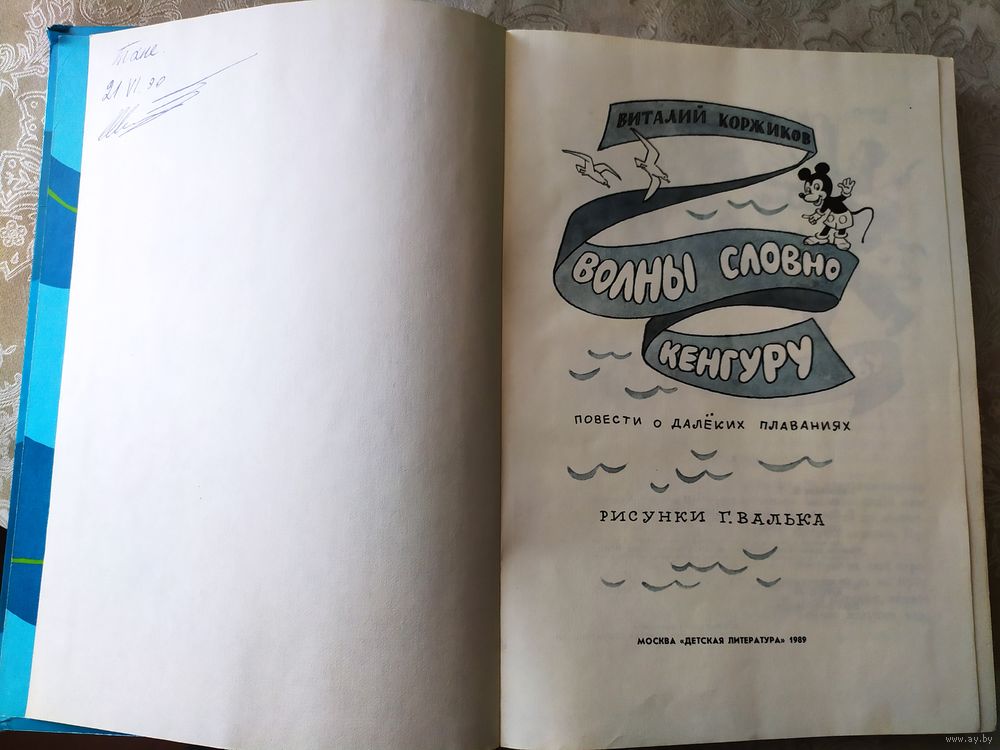 Тане.
21.VI.90
ВИТАЛИЙ КОРЖИКОВ
ВОЛНЫ СЛОВНО
КЕНГУРУ
ПОВЕСТИ О ДАЛЁКИХ ПЛАВАНИЯХ
РИСУНКИ Г. ВАЛЬКА
МОСКВА «ДЕТСКАЯ ЛИТЕРАТУРА» 1989
www.ay.by